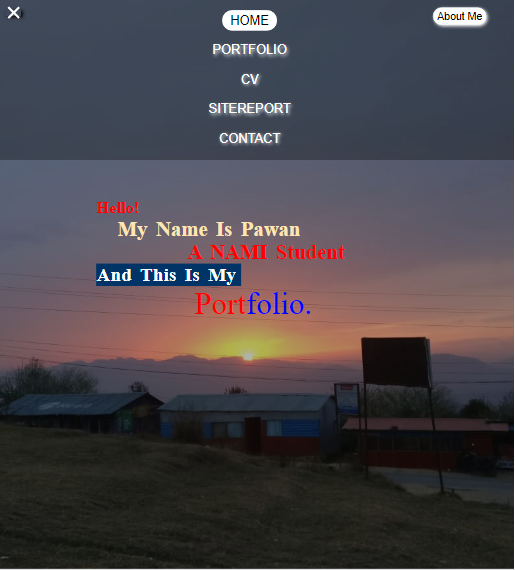 ✕
HOME
About Me
PORTFOLIO
CV
SITEREPORT
CONTACT
Hello!
My Name Is Pawan
A NAMI Student
And This Is My
Portfolio.